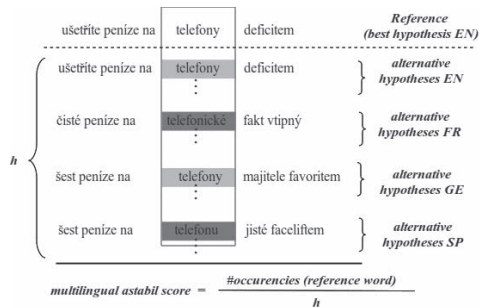 ušetříte peníze na telefony deficitem Reference (best hypothesis EN)
ušetříte peníze na telefony deficitem alternative hypotheses EN
čisté peníze na telefonické fakt vtipný alternative hypotheses FR
h
šest peníze na telefony majitele favoritem alternative hypotheses GE
šest peníze na telefonu jisté faceliftem alternative hypotheses SP
multilingual astabil score = #occurencies (reference word)
h